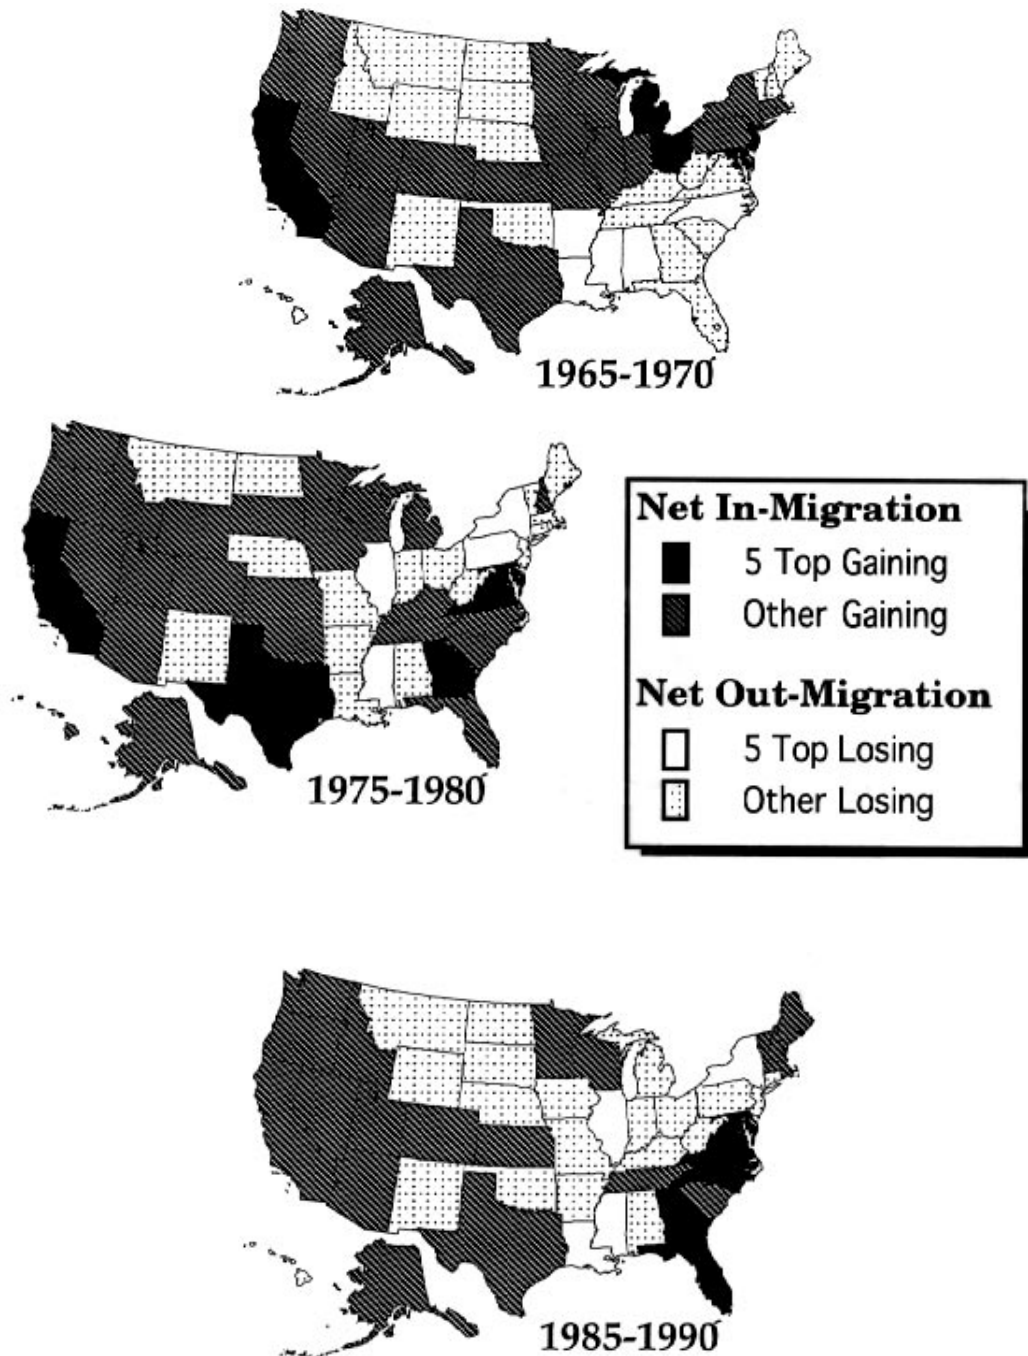 1965-1970
1975-1980
Net In-Migration
5 Top Gaining
Other Gaining
Net Out-Migration
5 Top Losing
Other Losing
1985-1990